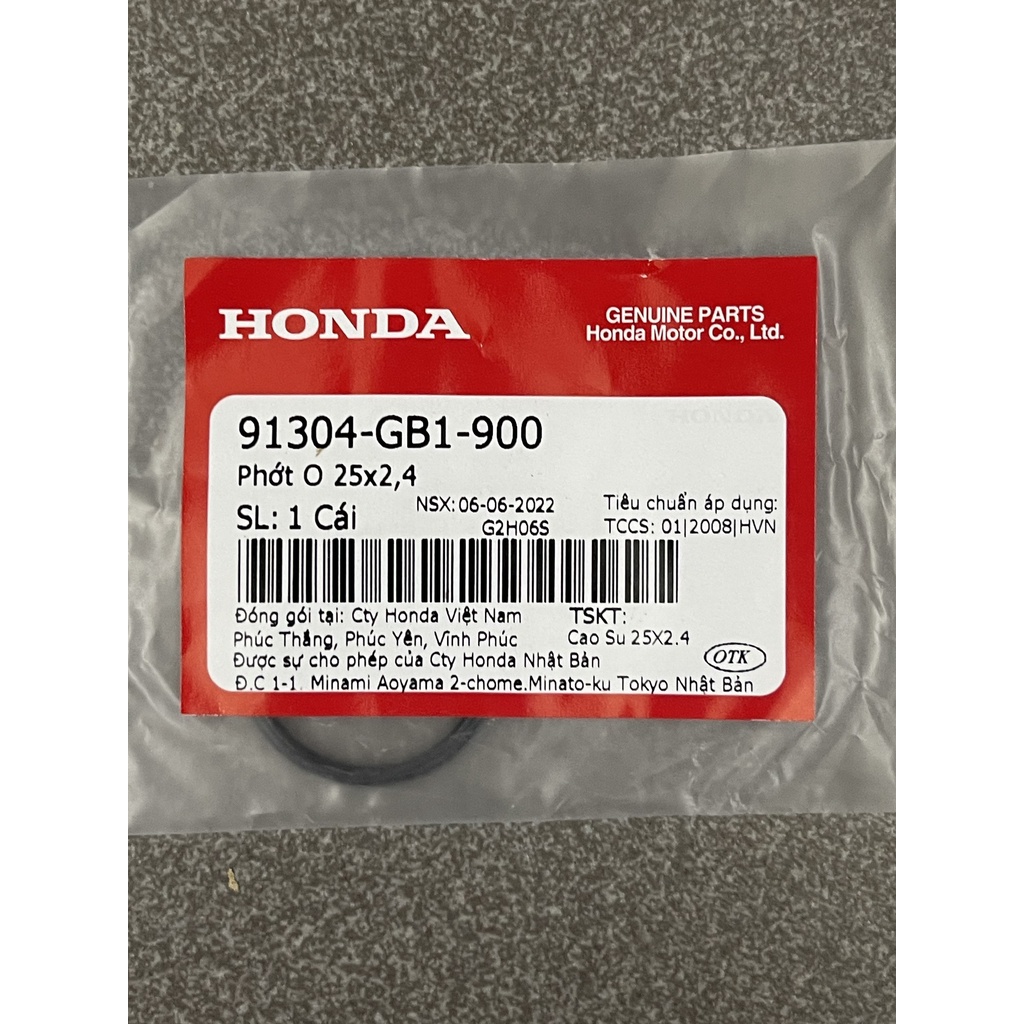 HONDA
GENUINE PARTS
Honda Motor Co., Ltd.
91304-GB1-900
Phớt O 25x2,4
SL: 1 Cái
NSX: 06-06-2022
G2H06S
Tiêu chuẩn áp dụng:
TCCS: 01|2008|HVN
Đóng gói tại: Cty Honda Việt Nam
Phúc Thắng, Phúc Yên, Vĩnh Phúc
Được sự cho phép của Cty Honda Nhật Bản
Đ.C 1-1, Minami Aoyama 2-chome.Minato-ku Tokyo Nhật Bản
TSKT:
Cao Su 25X2.4
OTK